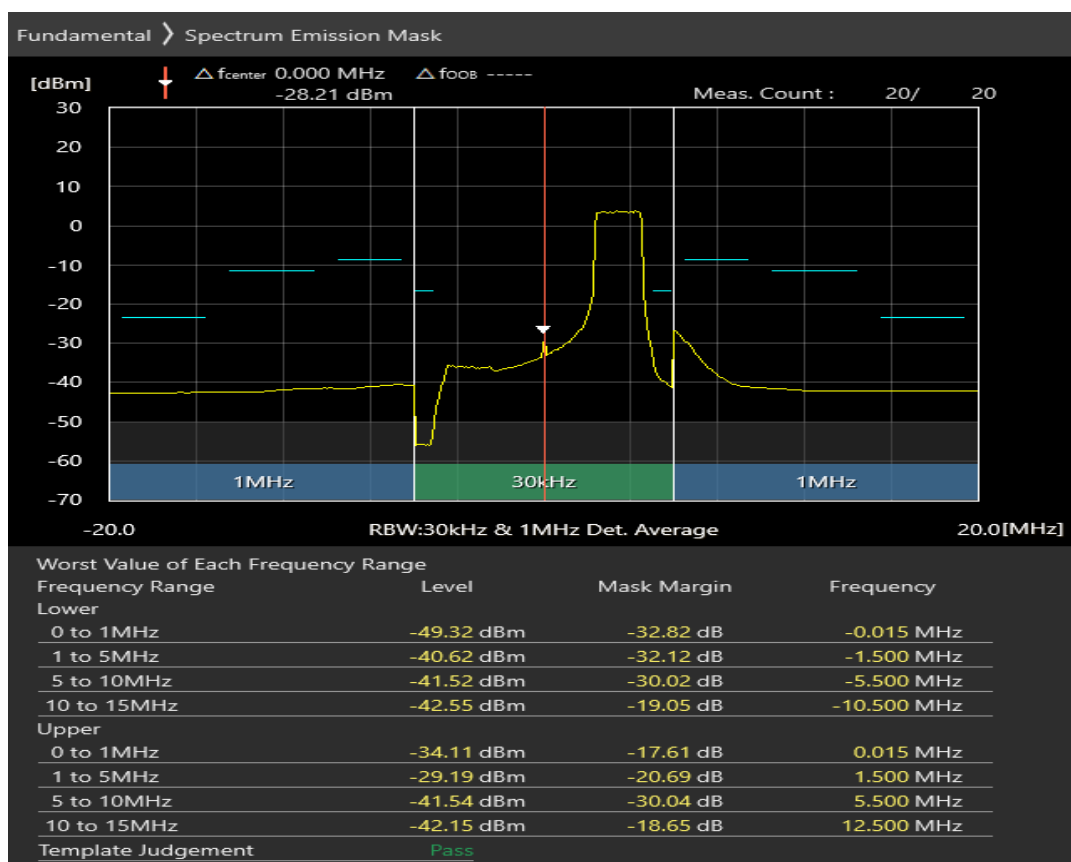 Fundamental ❯ Spectrum Emission Mask
△ fcenter 0.000 MHz △ fOOB -----
[dBm] -28.21 dBm Meas. Count : 20/ 20
30
20
10
0
-10
-20
-30
-40
-50
-60
-70
1MHz 30kHz 1MHz
-20.0 RBW:30kHz & 1MHz Det. Average 20.0[MHz]
Worst Value of Each Frequency Range
Frequency Range Level Mask Margin Frequency
Lower
0 to 1MHz -49.32 dBm -32.82 dB -0.015 MHz
1 to 5MHz -40.62 dBm -32.12 dB -1.500 MHz
5 to 10MHz -41.52 dBm -30.02 dB -5.500 MHz
10 to 15MHz -42.55 dBm -19.05 dB -10.500 MHz
Upper
0 to 1MHz -34.11 dBm -17.61 dB 0.015 MHz
1 to 5MHz -29.19 dBm -20.69 dB 1.500 MHz
5 to 10MHz -41.54 dBm -30.04 dB 5.500 MHz
10 to 15MHz -42.15 dBm -18.65 dB 12.500 MHz
Template Judgement Pass